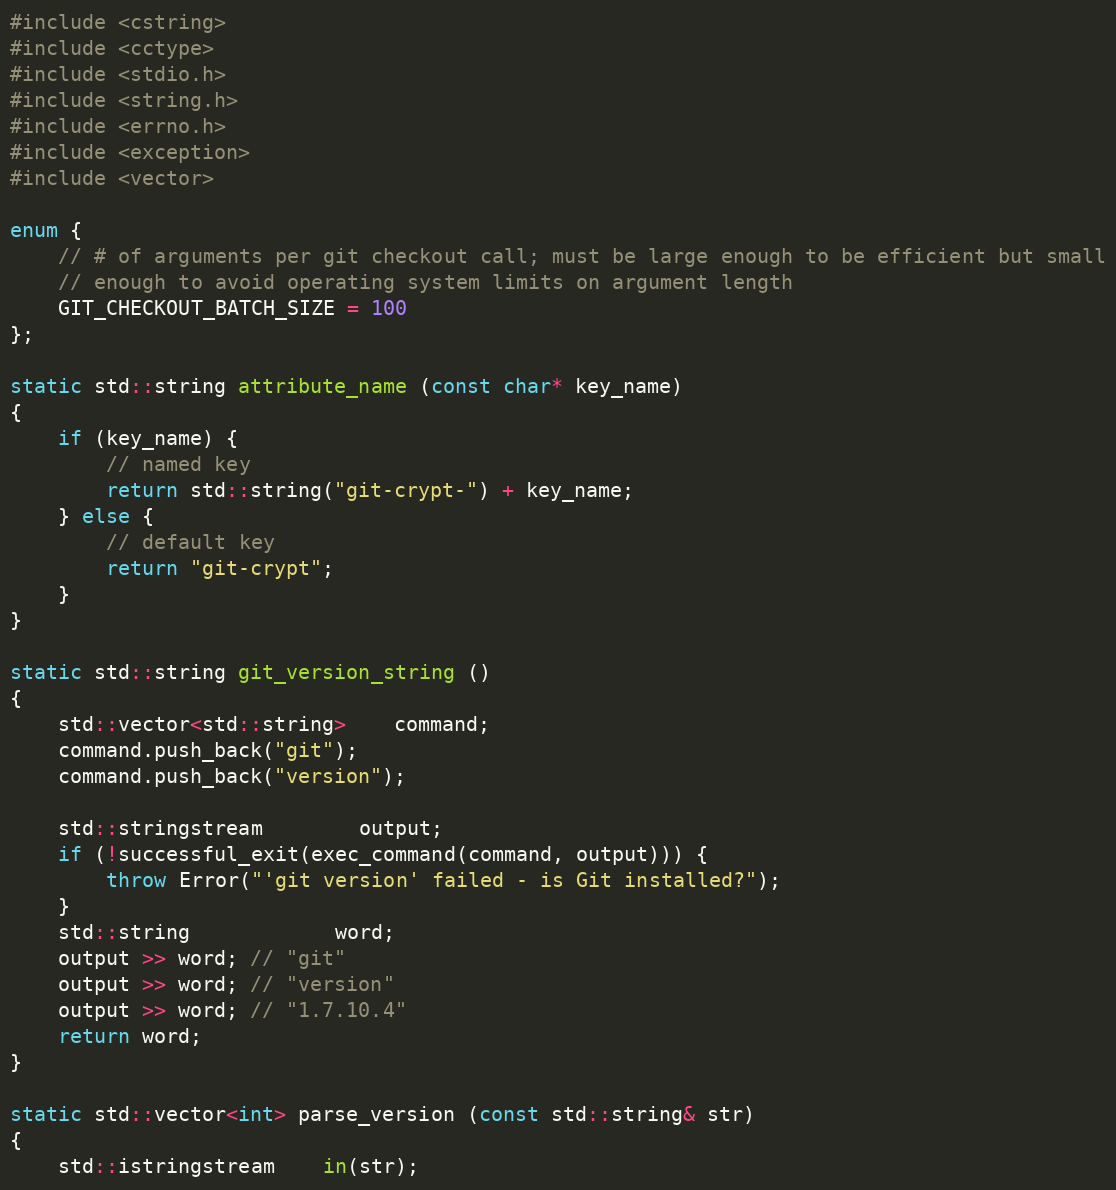 #include <cstring>
#include <cctype>
#include <stdio.h>
#include <string.h>
#include <errno.h>
#include <exception>
#include <vector>

enum {
    // # of arguments per git checkout call; must be large enough to be efficient but small
    // enough to avoid operating system limits on argument length
    GIT_CHECKOUT_BATCH_SIZE = 100
};

static std::string attribute_name (const char* key_name)
{
    if (key_name) {
        // named key
        return std::string("git-crypt-") + key_name;
    } else {
        // default key
        return "git-crypt";
    }
}

static std::string git_version_string ()
{
    std::vector<std::string>    command;
    command.push_back("git");
    command.push_back("version");

    std::stringstream        output;
    if (!successful_exit(exec_command(command, output))) {
        throw Error("'git version' failed - is Git installed?");
    }
    std::string            word;
    output >> word; // "git"
    output >> word; // "version"
    output >> word; // "1.7.10.4"
    return word;
}

static std::vector<int> parse_version (const std::string& str)
{
    std::istringstream    in(str);